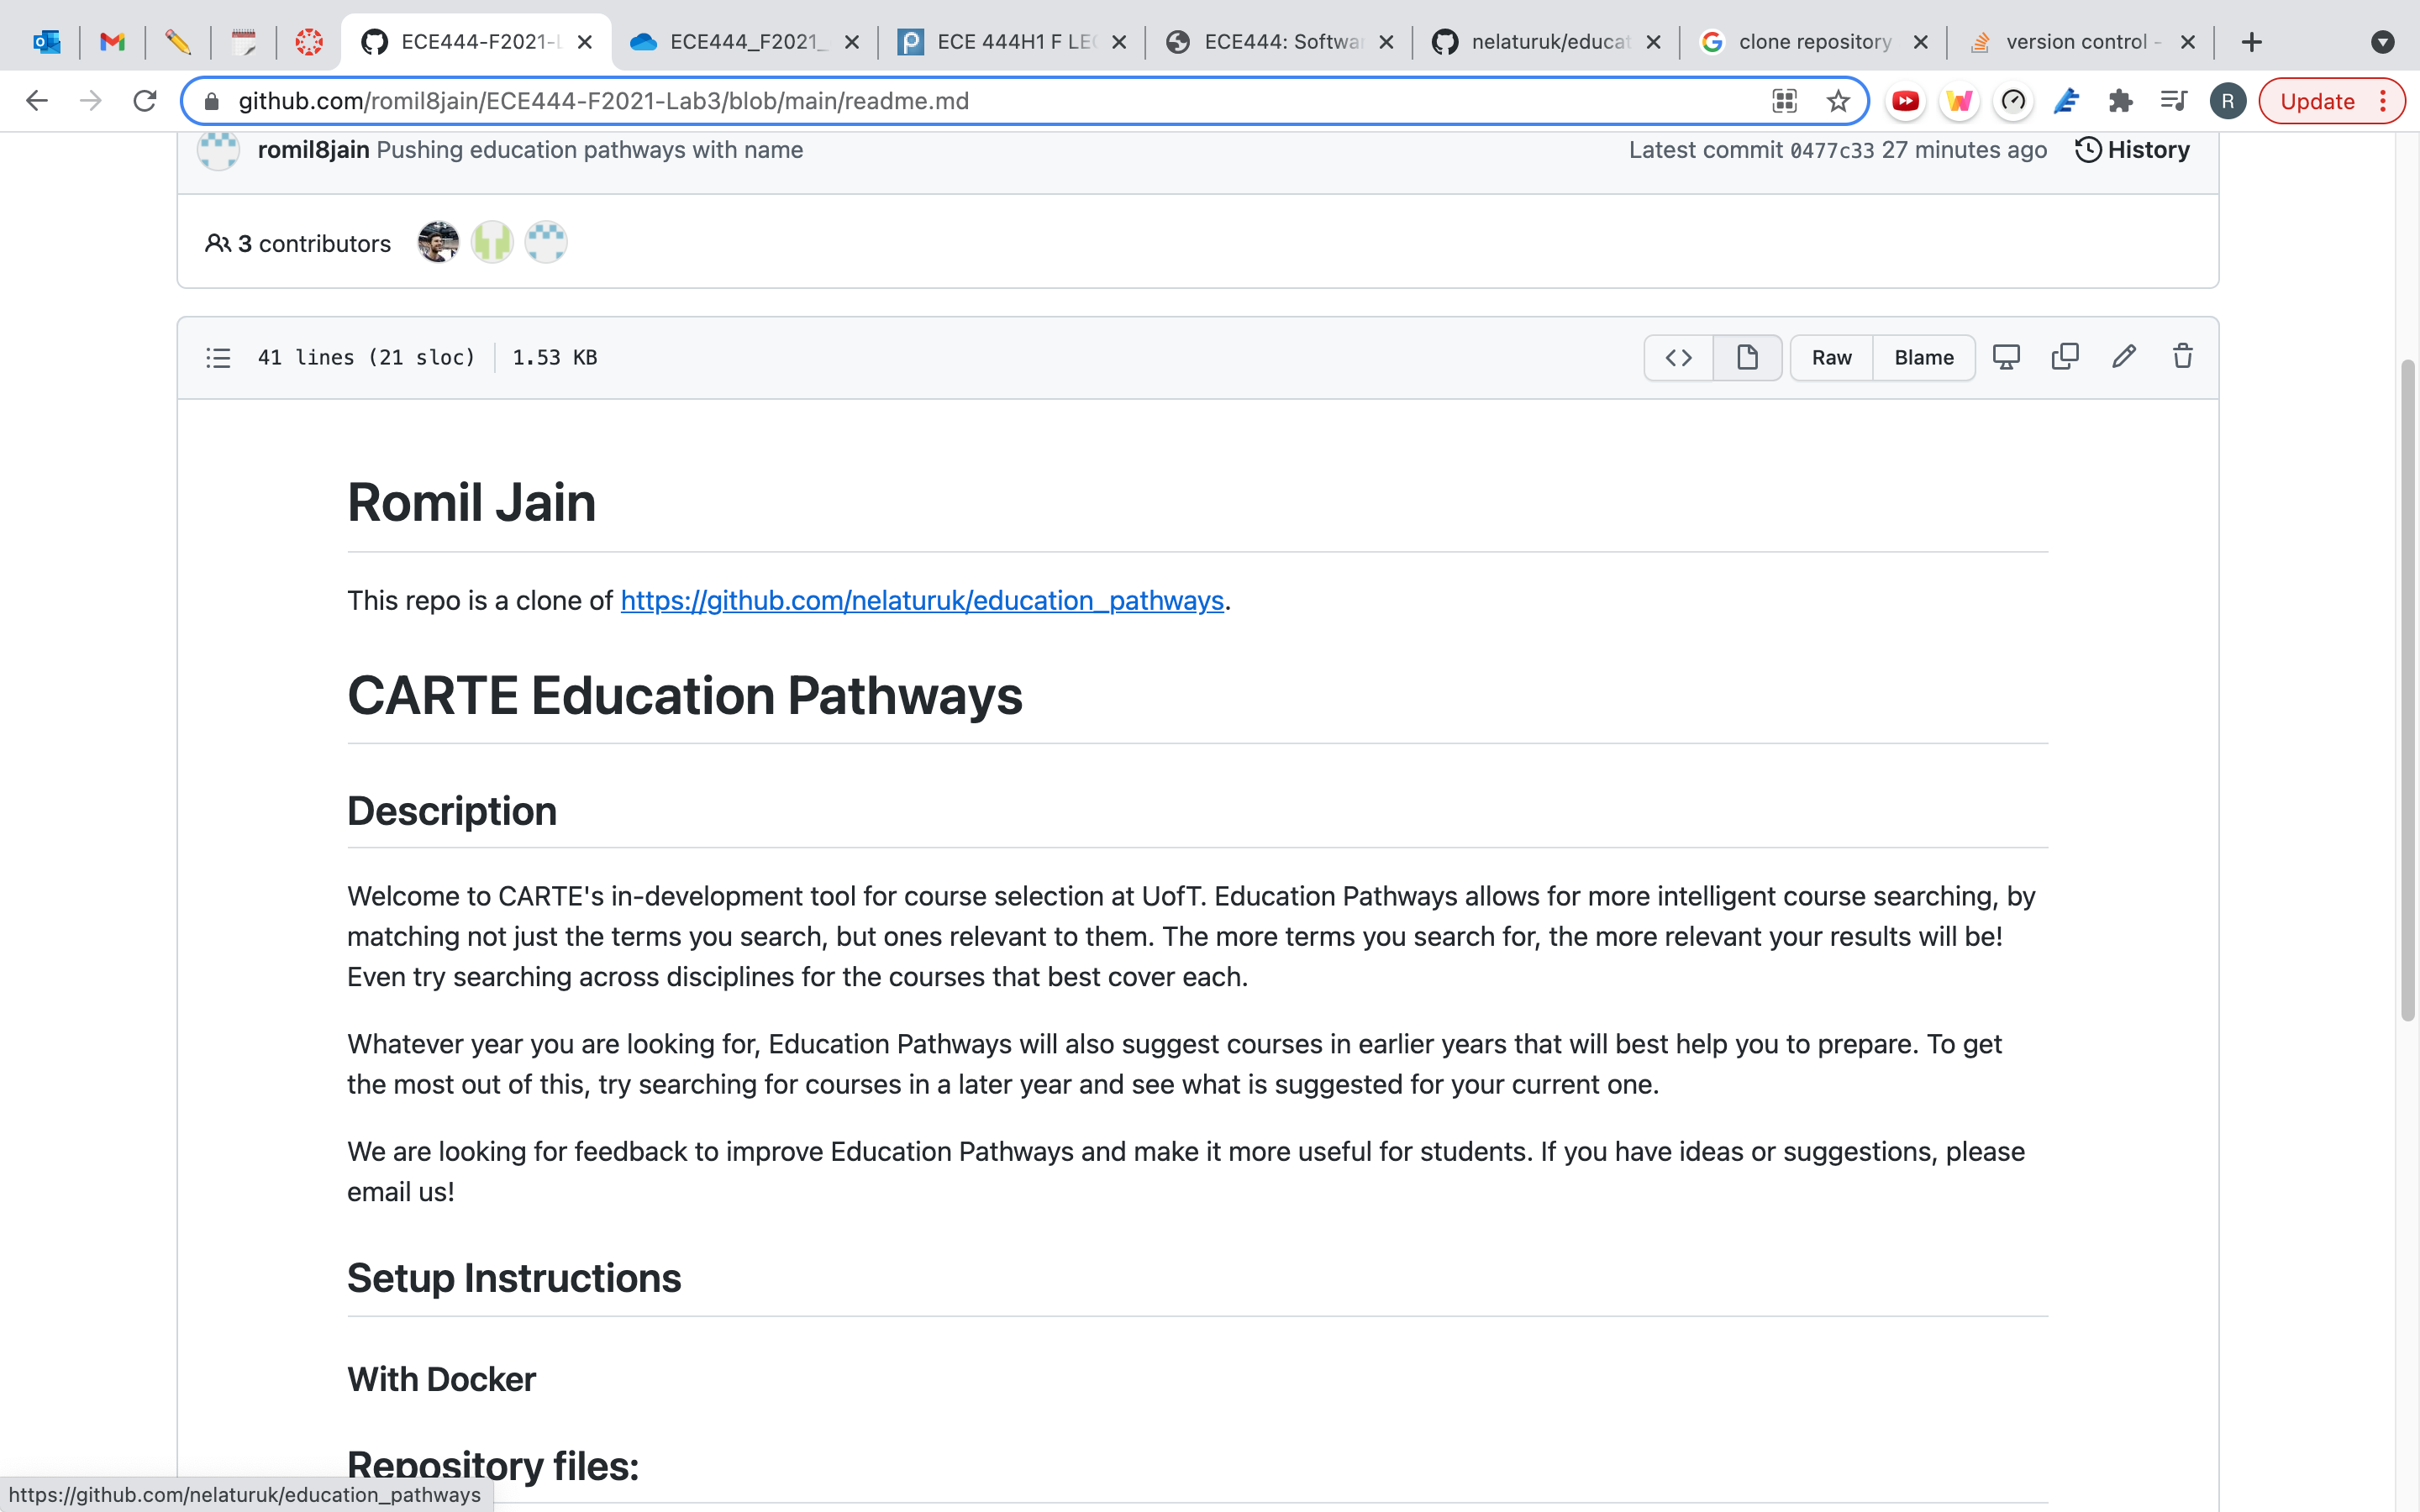 ECE444-F2021-L
ECE444_F2021_
ECE 444H1 F LEC
ECE444: Softwar
nelaturuk/educat
clone repository
version control -
github.com/romil8jain/ECE444-F2021-Lab3/blob/main/readme.md
R
Update
romil8jain Pushing education pathways with name
Latest commit 0477c33 27 minutes ago
History
3 contributors
41 lines (21 sloc)
1.53 KB
Raw
Blame
Romil Jain
This repo is a clone of https://github.com/nelaturuk/education_pathways.
CARTE Education Pathways
Description
Welcome to CARTE's in-development tool for course selection at UofT. Education Pathways allows for more intelligent course searching, by
matching not just the terms you search, but ones relevant to them. The more terms you search for, the more relevant your results will be!
Even try searching across disciplines for the courses that best cover each.
Whatever year you are looking for, Education Pathways will also suggest courses in earlier years that will best help you to prepare. To get
the most out of this, try searching for courses in a later year and see what is suggested for your current one.
We are looking for feedback to improve Education Pathways and make it more useful for students. If you have ideas or suggestions, please
email us!
Setup Instructions
With Docker
Repository files:
https://github.com/nelaturuk/education_pathways